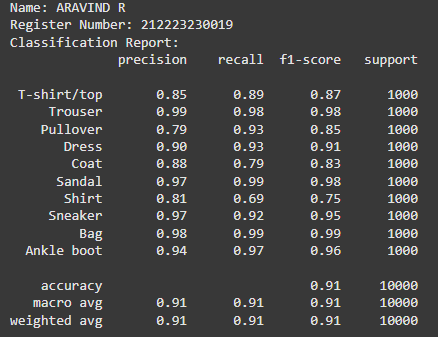 Name: ARAVIND R
Register Number: 212223230019
Classification Report:
precision recall f1-score support
T-shirt/top 0.85 0.89 0.87 1000
Trouser 0.99 0.98 0.98 1000
Pullover 0.79 0.93 0.85 1000
Dress 0.90 0.93 0.91 1000
Coat 0.88 0.79 0.83 1000
Sandal 0.97 0.99 0.98 1000
Shirt 0.81 0.69 0.75 1000
Sneaker 0.97 0.92 0.95 1000
Bag 0.98 0.99 0.99 1000
Ankle boot 0.94 0.97 0.96 1000
accuracy 0.91 10000
macro avg 0.91 0.91 0.91 10000
weighted avg 0.91 0.91 0.91 10000